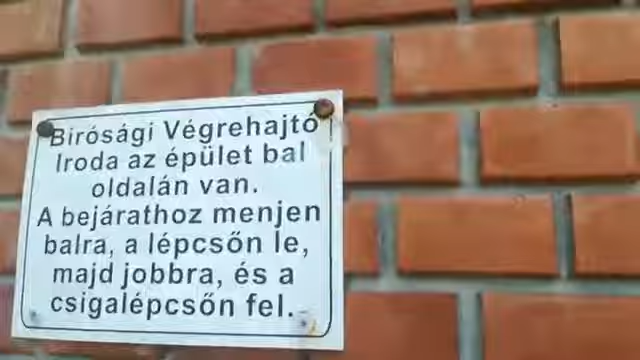 Bírósági Végrehajtó
Iroda az épület bal
oldalán van.
A bejárathoz menjen
balra, a lépcsőn le,
majd jobbra, és a
csigalépcsőn fel.